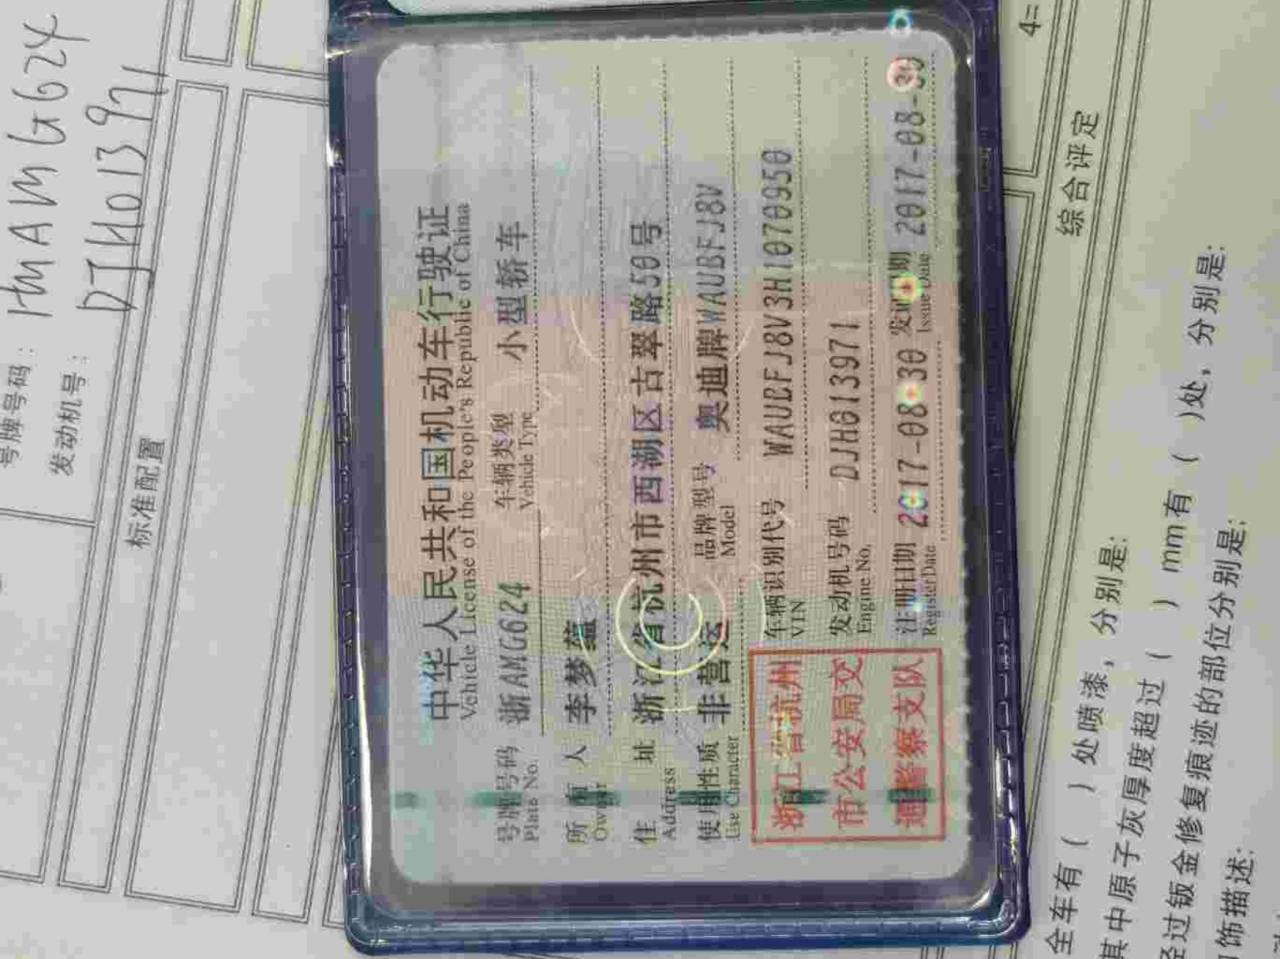 号牌号码：浙AMG624
发动机号：DJH013971
标准配置
中华人民共和国机动车行驶证
Vehicle License of the People's Republic of China
号牌号码 浙AMG624 车辆类型 小型轿车
Plate No. Vehicle Type
所有人 李梦蕴
Owner
住址 浙江省杭州市西湖区古翠路50号
Address
使用性质 非营运 品牌型号 奥迪牌WAUBFJ8V
Use Character Model
车辆识别代号 WAUBFJ8V3H1070950
VIN
发动机号码 DJH013971
Engine No.
注册日期 2017-08-30 发证日期 2017-08-30
Register Date Issue Date
浙江省杭州
市公安局交
通警察支队
4=
综合评定
全车有（ ）处喷漆，分别是:
其中原子灰厚度超过（ ）mm有（ )处，分别是:
经过钣金修复痕迹的部位分别是:
饰描述: